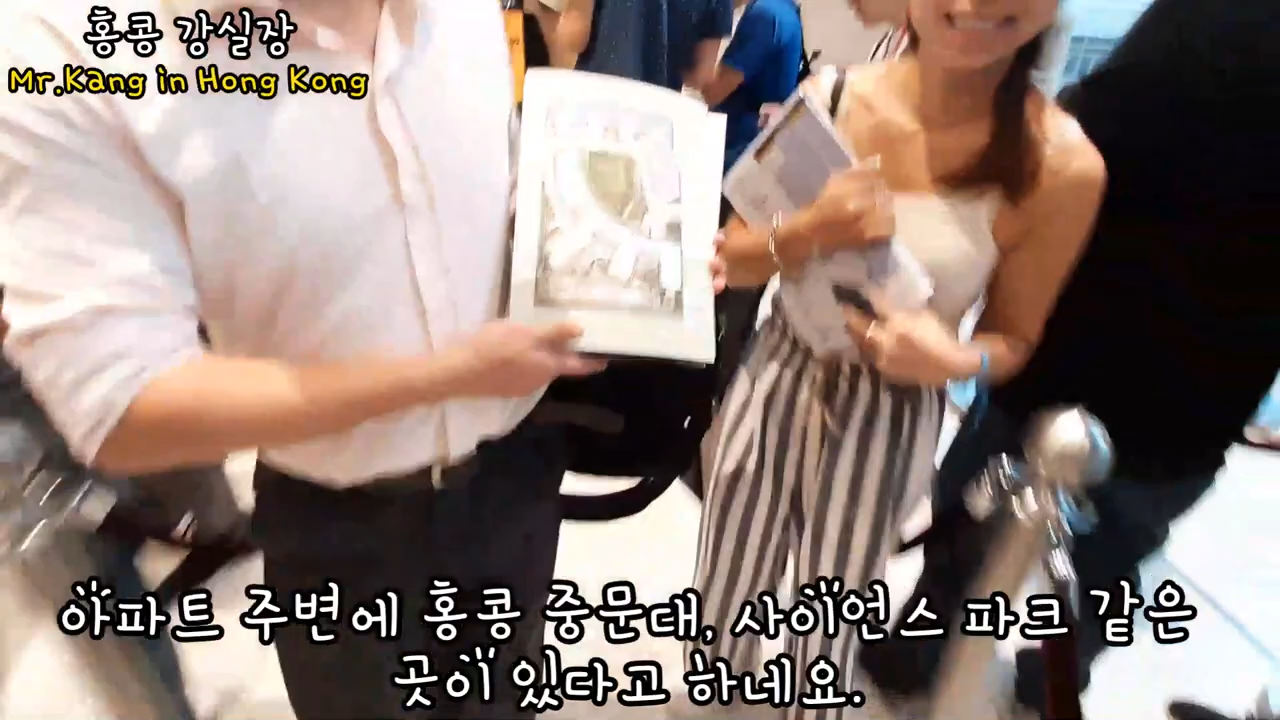 홍콩 강실장
Mr.Kang in Hong Kong
아파트 주변에 홍콩 중문대, 사이언스 파크 같은
곳이 있다고 하네요.